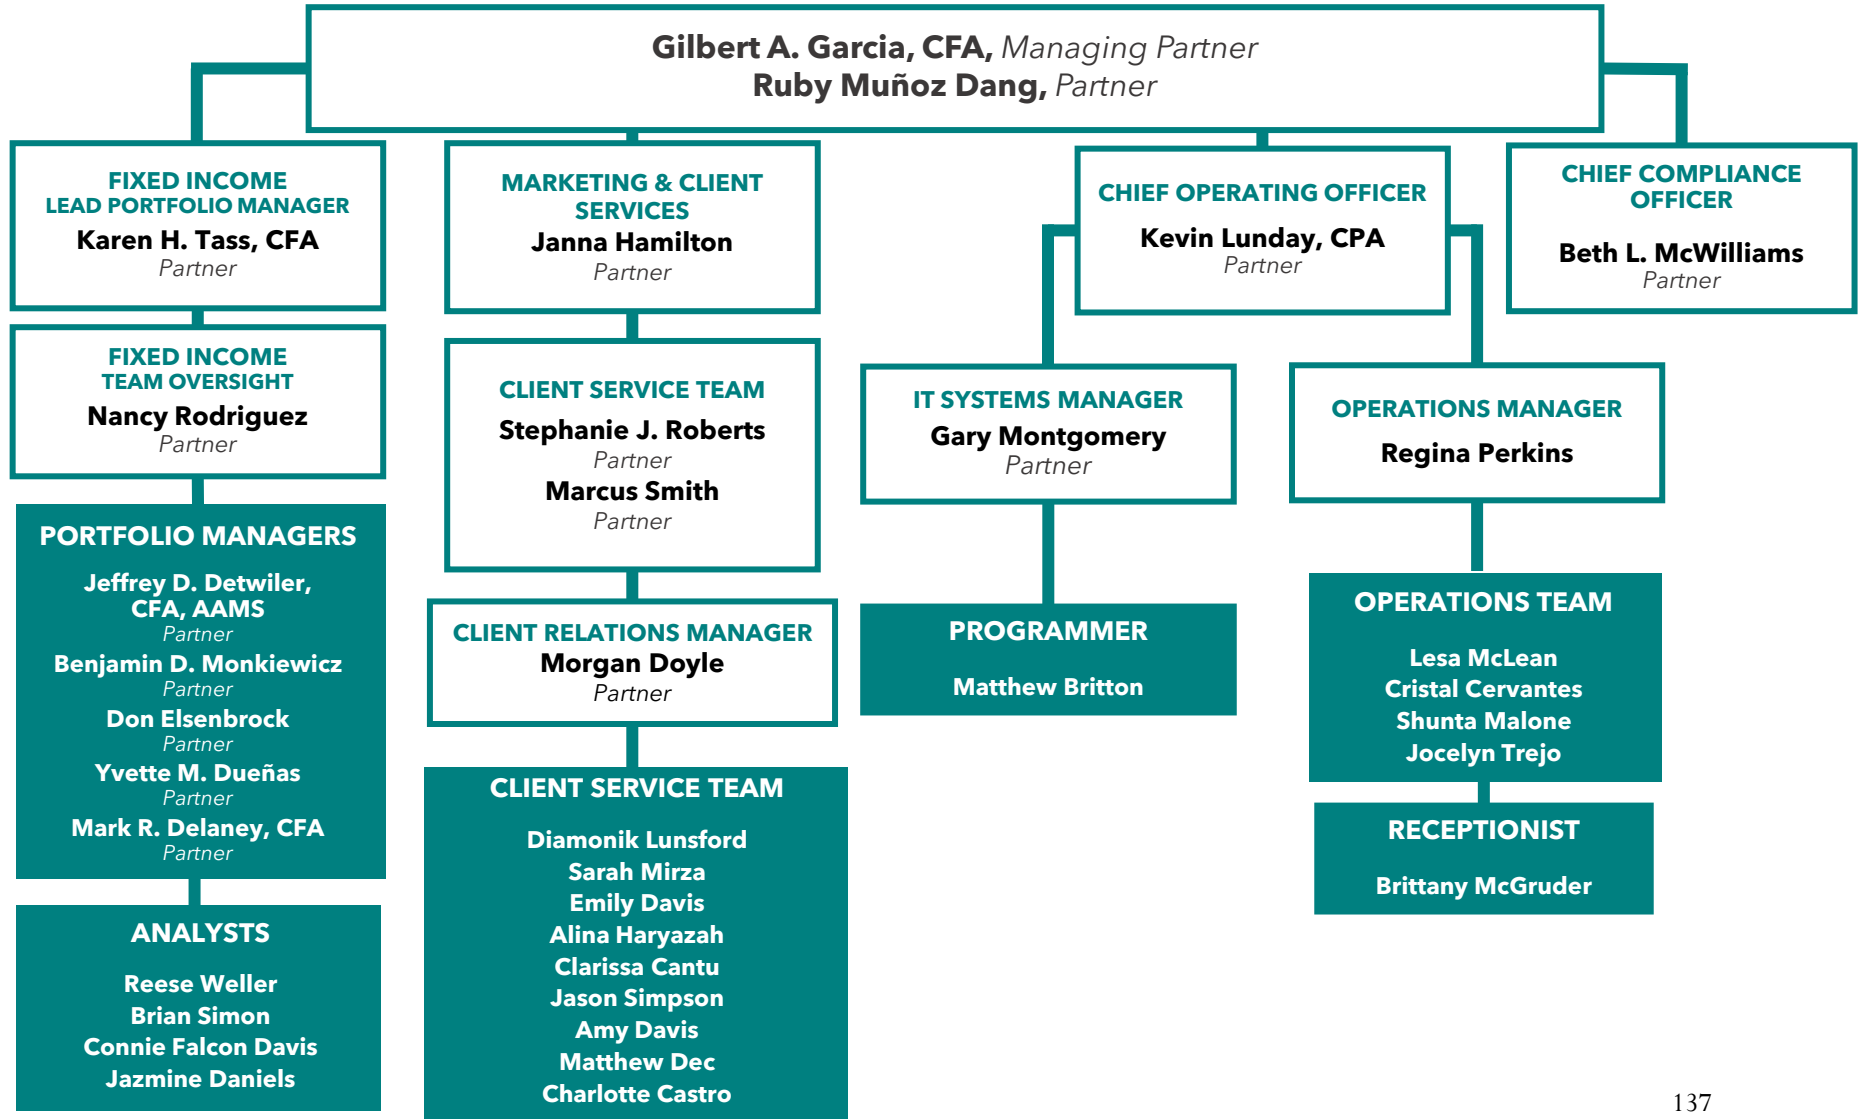 Gilbert A. Garcia, CFA, Managing Partner
Ruby Muñoz Dang, Partner
FIXED INCOME
LEAD PORTFOLIO MANAGER
Karen H. Tass, CFA
Partner
FIXED INCOME
TEAM OVERSIGHT
Nancy Rodriguez
Partner
PORTFOLIO MANAGERS
Jeffrey D. Detwiler,
CFA, AAMS
Partner
Benjamin D. Monkiewicz
Partner
Don Elsenbrock
Partner
Yvette M. Dueñas
Partner
Mark R. Delaney, CFA
Partner
ANALYSTS
Reese Weller
Brian Simon
Connie Falcon Davis
Jazmine Daniels
MARKETING & CLIENT
SERVICES
Janna Hamilton
Partner
CLIENT SERVICE TEAM
Stephanie J. Roberts
Partner
Marcus Smith
Partner
CLIENT RELATIONS MANAGER
Morgan Doyle
Partner
CLIENT SERVICE TEAM
Diamonik Lunsford
Sarah Mirza
Emily Davis
Alina Haryazah
Clarissa Cantu
Jason Simpson
Amy Davis
Matthew Dec
Charlotte Castro
CHIEF OPERATING OFFICER
Kevin Lunday, CPA
Partner
IT SYSTEMS MANAGER
Gary Montgomery
Partner
PROGRAMMER
Matthew Britton
OPERATIONS MANAGER
Regina Perkins
OPERATIONS TEAM
Lesa McLean
Cristal Cervantes
Shunta Malone
Jocelyn Trejo
RECEPTIONIST
Brittany McGruder
CHIEF COMPLIANCE
OFFICER
Beth L. McWilliams
Partner
137